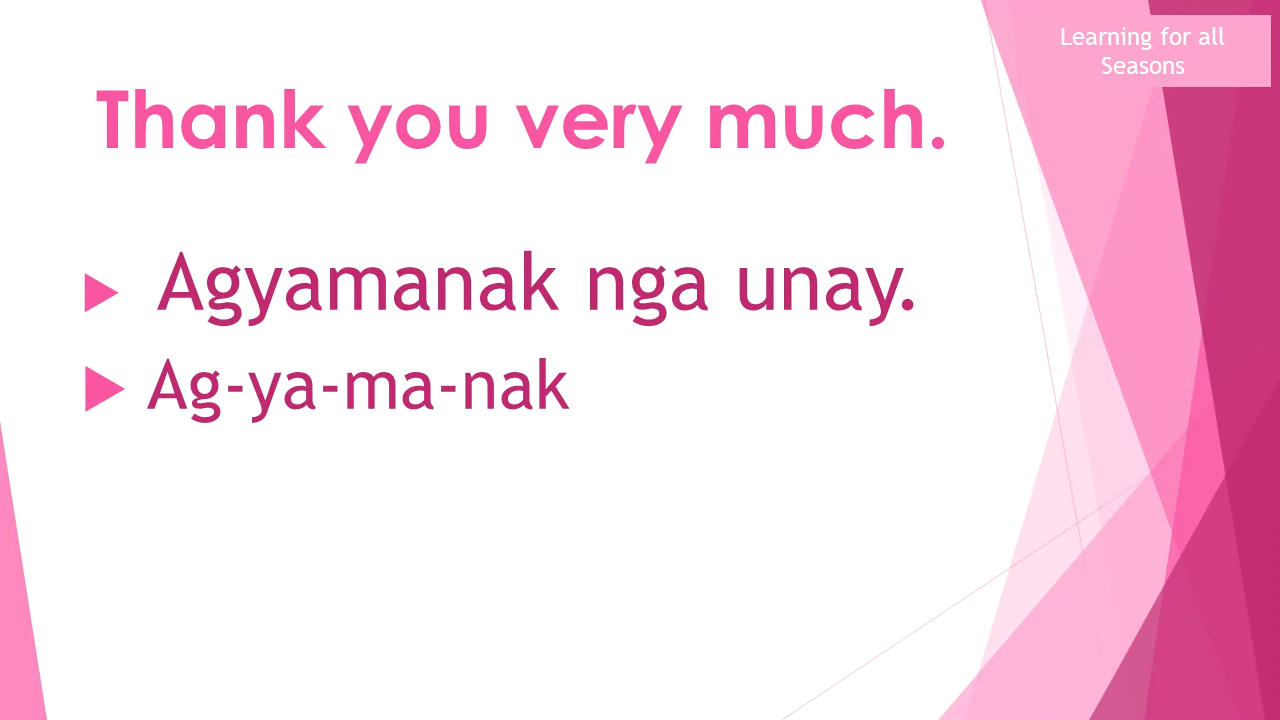 Learning for all
Seasons
Thank you very much.
Agyamanak nga unay.
Ag-ya-ma-nak